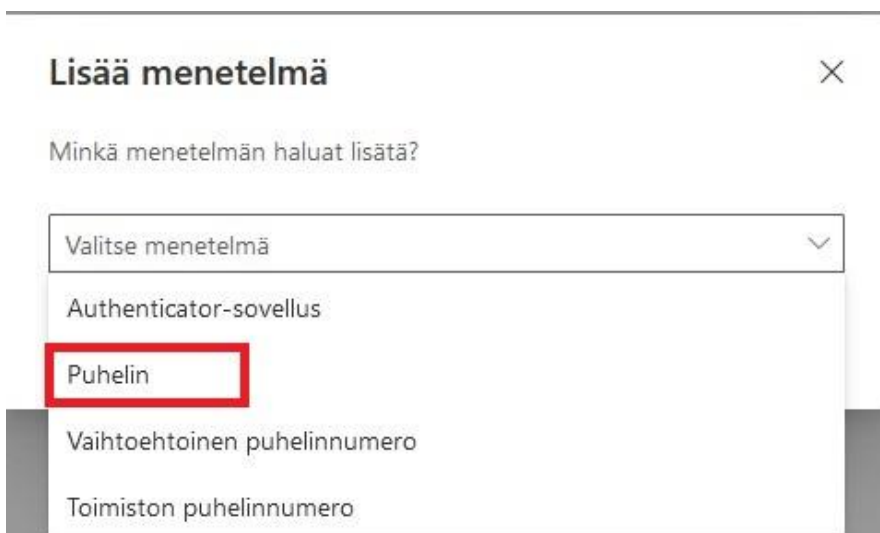 Lisää menetelmä
Minkä menetelmän haluat lisätä?
Valitse menetelmä
Authenticator-sovellus
Puhelin
Vaihtoehtoinen puhelinnumero
Toimiston puhelinnumero